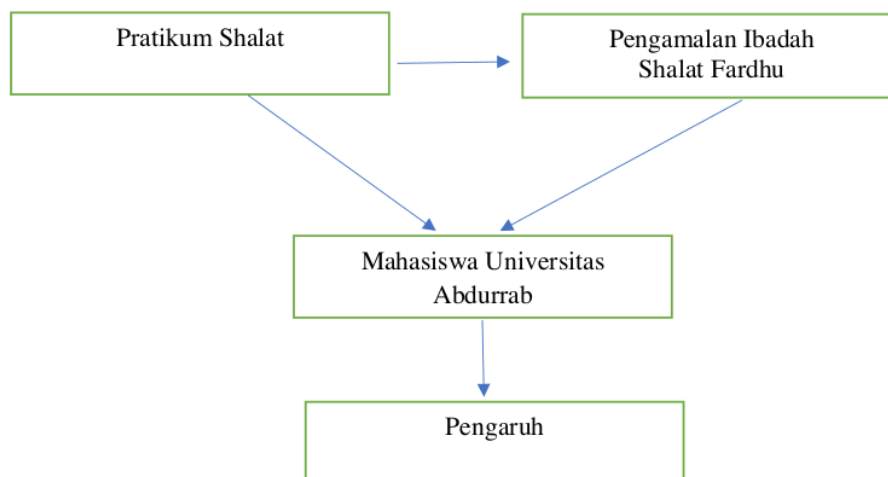 Pratikum Shalat
Pengamalan Ibadah
Shalat Fardhu
Mahasiswa Universitas
Abdurrab
Pengaruh